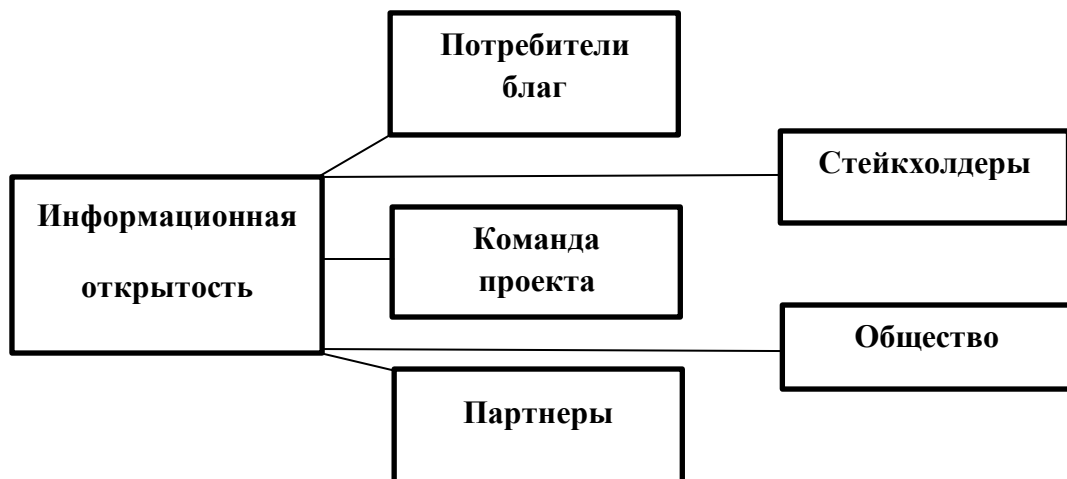 Потребители
благ
Стейкхолдеры
Информационная
открытость
Команда
проекта
Общество
Партнеры